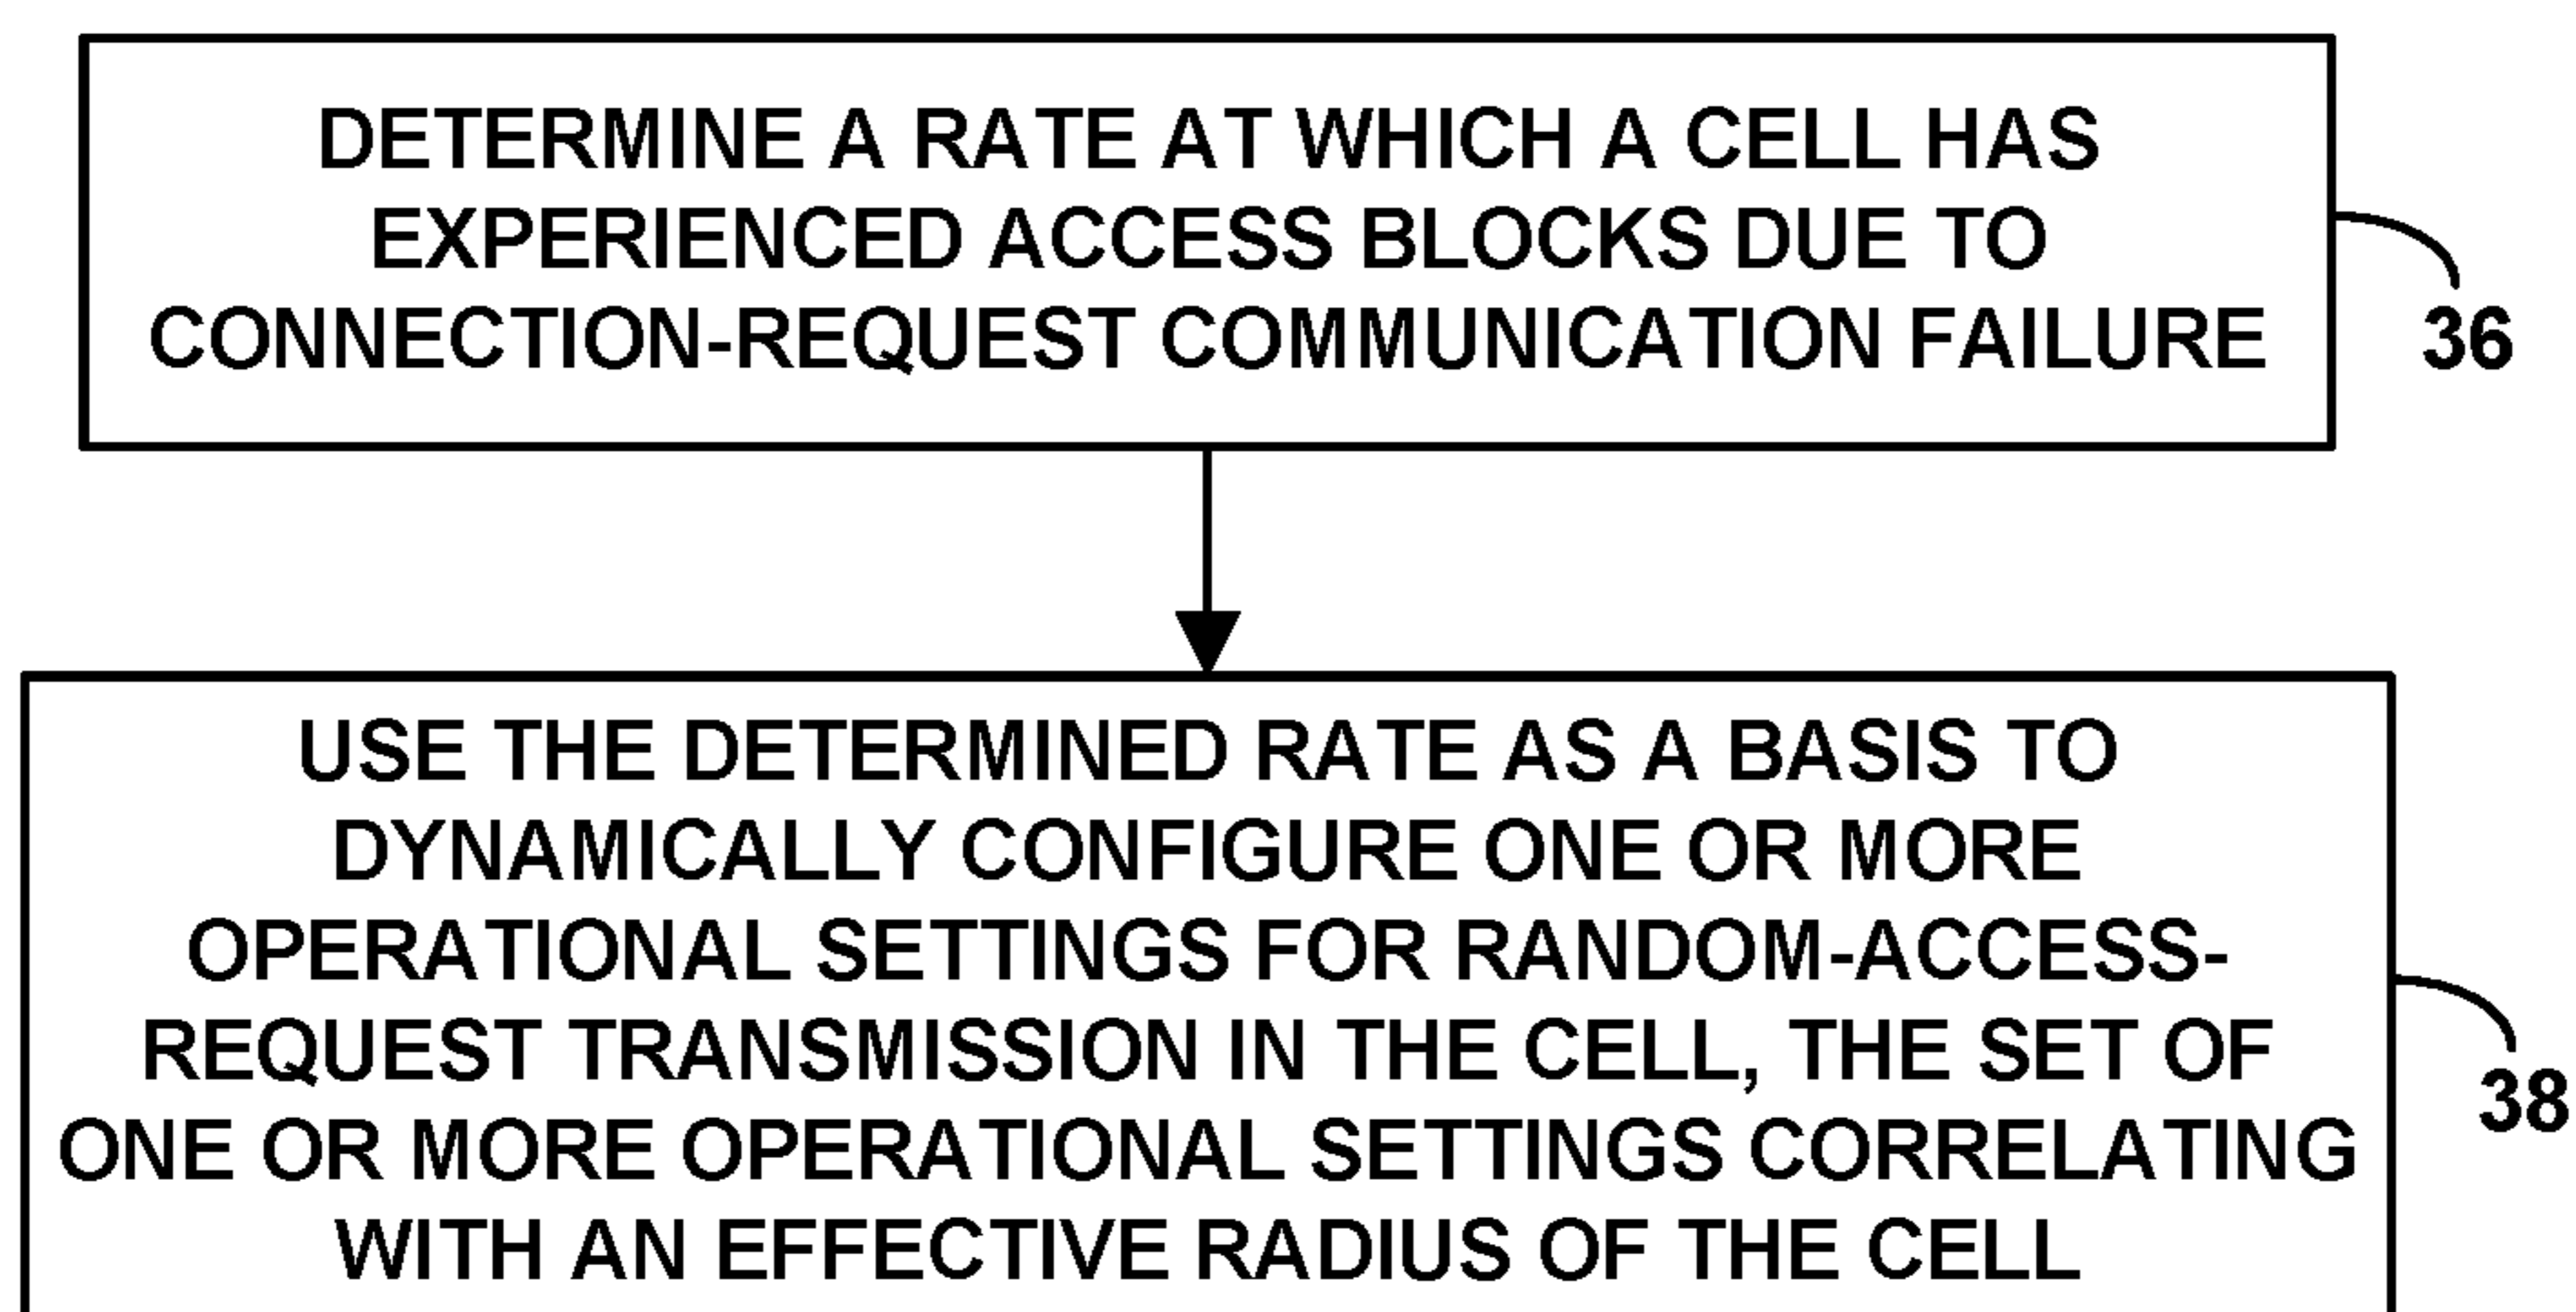 DETERMINE A RATE AT WHICH A CELL HAS
EXPERIENCED ACCESS BLOCKS DUE TO
CONNECTION-REQUEST COMMUNICATION FAILURE
36
USE THE DETERMINED RATE AS A BASIS TO
DYNAMICALLY CONFIGURE ONE OR MORE
OPERATIONAL SETTINGS FOR RANDOM-ACCESS-
REQUEST TRANSMISSION IN THE CELL, THE SET OF
ONE OR MORE OPERATIONAL SETTINGS CORRELATING
WITH AN EFFECTIVE RADIUS OF THE CELL
38